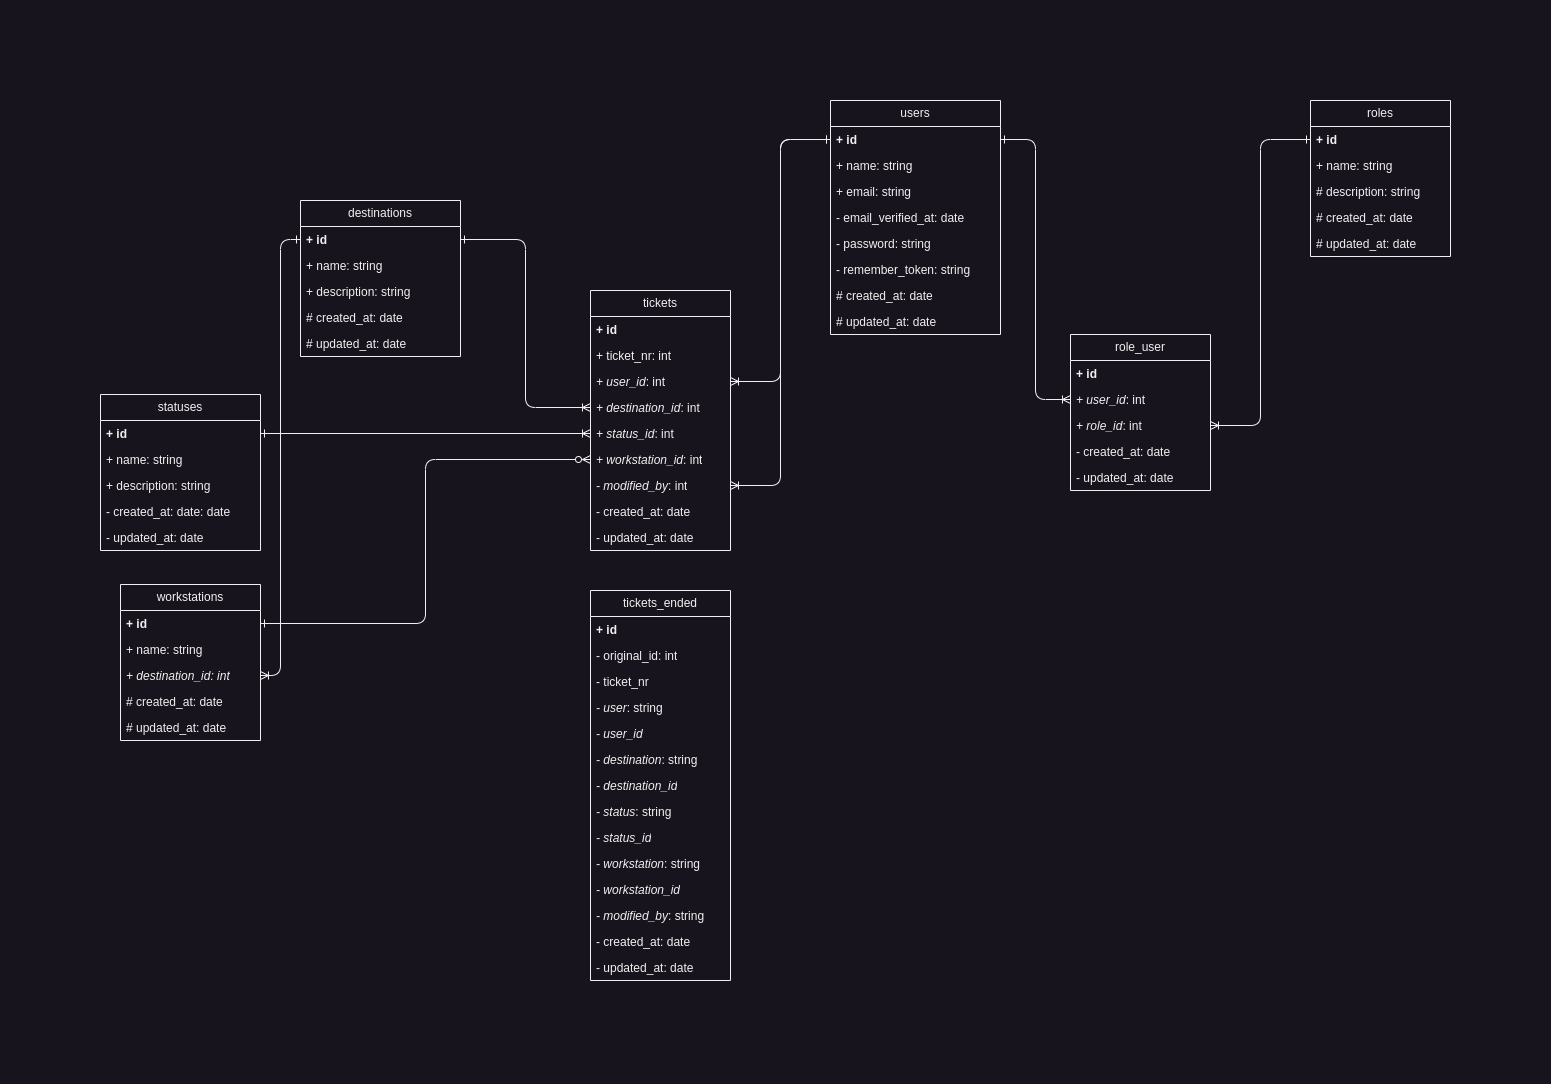 users
+ id
+ name: string
+ email: string
- email_verified_at: date
- password: string
- remember_token: string
# created_at: date
# updated_at: date
roles
+ id
+ name: string
# description: string
# created_at: date
# updated_at: date
destinations
+ id
+ name: string
+ description: string
# created_at: date
# updated_at: date
tickets
+ id
+ ticket_nr: int
+ user_id: int
+ destination_id: int
+ status_id: int
+ workstation_id: int
- modified_by: int
- created_at: date
- updated_at: date
role_user
+ id
+ user_id: int
+ role_id: int
- created_at: date
- updated_at: date
statuses
+ id
+ name: string
+ description: string
- created_at: date: date
- updated_at: date
workstations
+ id
+ name: string
+ destination_id: int
# created_at: date
# updated_at: date
tickets_ended
+ id
- original_id: int
- ticket_nr
- user: string
- user_id
- destination: string
- destination_id
- status: string
- status_id
- workstation: string
- workstation_id
- modified_by: string
- created_at: date
- updated_at: date